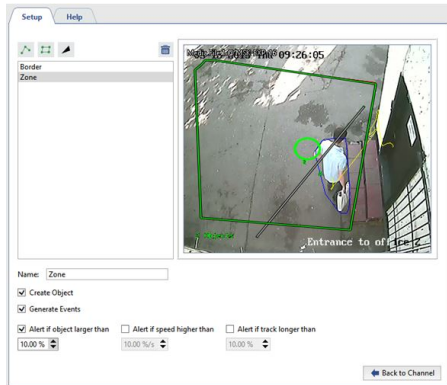 Setup
Help
Border
Zone
09:26:05
Entrance to office 2
Name: Zone
Create Object
Generate Events
Alert if object larger than
Alert if speed higher than
Alert if track longer than
10.00 %
10.00 %/s
10.00 %
Back to Channel